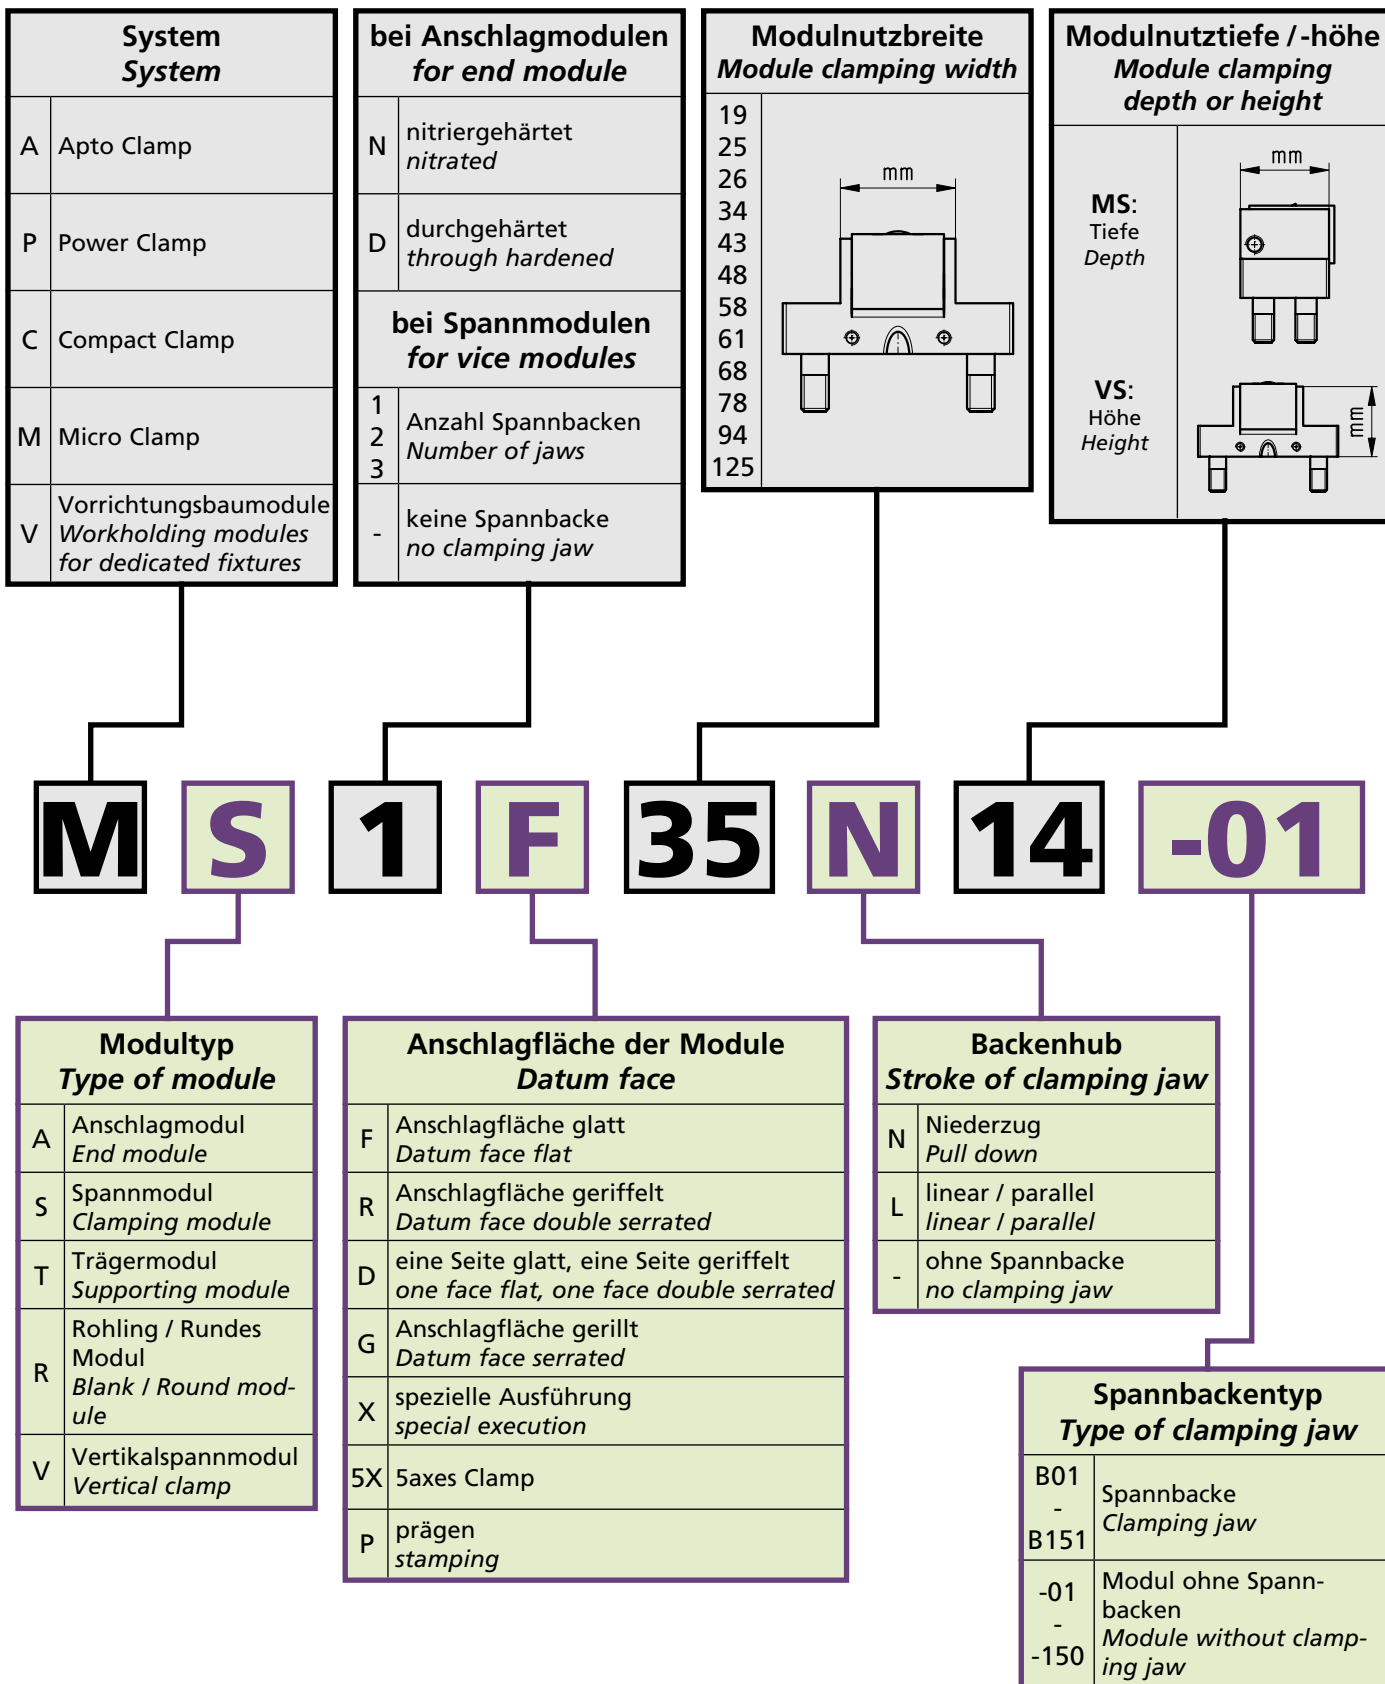 System
System
A Apto Clamp
P Power Clamp
C Compact Clamp
M Micro Clamp
V Vorrichtungsbaumodule
Workholding modules
for dedicated fixtures
bei Anschlagmodulen
for end module
N nitriergehärtet
nitrated
D durchgehärtet
through hardened
bei Spannmodulen
for vice modules
1
2
3
Anzahl Spannbacken
Number of jaws
- keine Spannbacke
no clamping jaw
Modulnutzbreite
Module clamping width
19
25
26
34
43
48
58
61
68
78
94
125
mm
Modulnutztiefe / -höhe
Module clamping
depth or height
MS:
Tiefe
Depth
mm
VS:
Höhe
Height
mm
M S 1 F 35 N 14 -01
Modultyp
Type of module
A Anschlagmodul
End module
S Spannmodul
Clamping module
T Trägermodul
Supporting module
R Rohling / Rundes
Modul
Blank / Round mod-
ule
V Vertikalspannmodul
Vertical clamp
Anschlagfläche der Module
Datum face
F Anschlagfläche glatt
Datum face flat
R Anschlagfläche geriffelt
Datum face double serrated
D eine Seite glatt, eine Seite geriffelt
one face flat, one face double serrated
G Anschlagfläche gerillt
Datum face serrated
X spezielle Ausführung
special execution
5X 5axes Clamp
P prägen
stamping
Backenhub
Stroke of clamping jaw
N Niederzug
Pull down
L linear / parallel
linear / parallel
- ohne Spannbacke
no clamping jaw
Spannbackentyp
Type of clamping jaw
B01
-
B151
Spannbacke
Clamping jaw
-01
-
-150
Modul ohne Spann-
backen
Module without clamp-
ing jaw